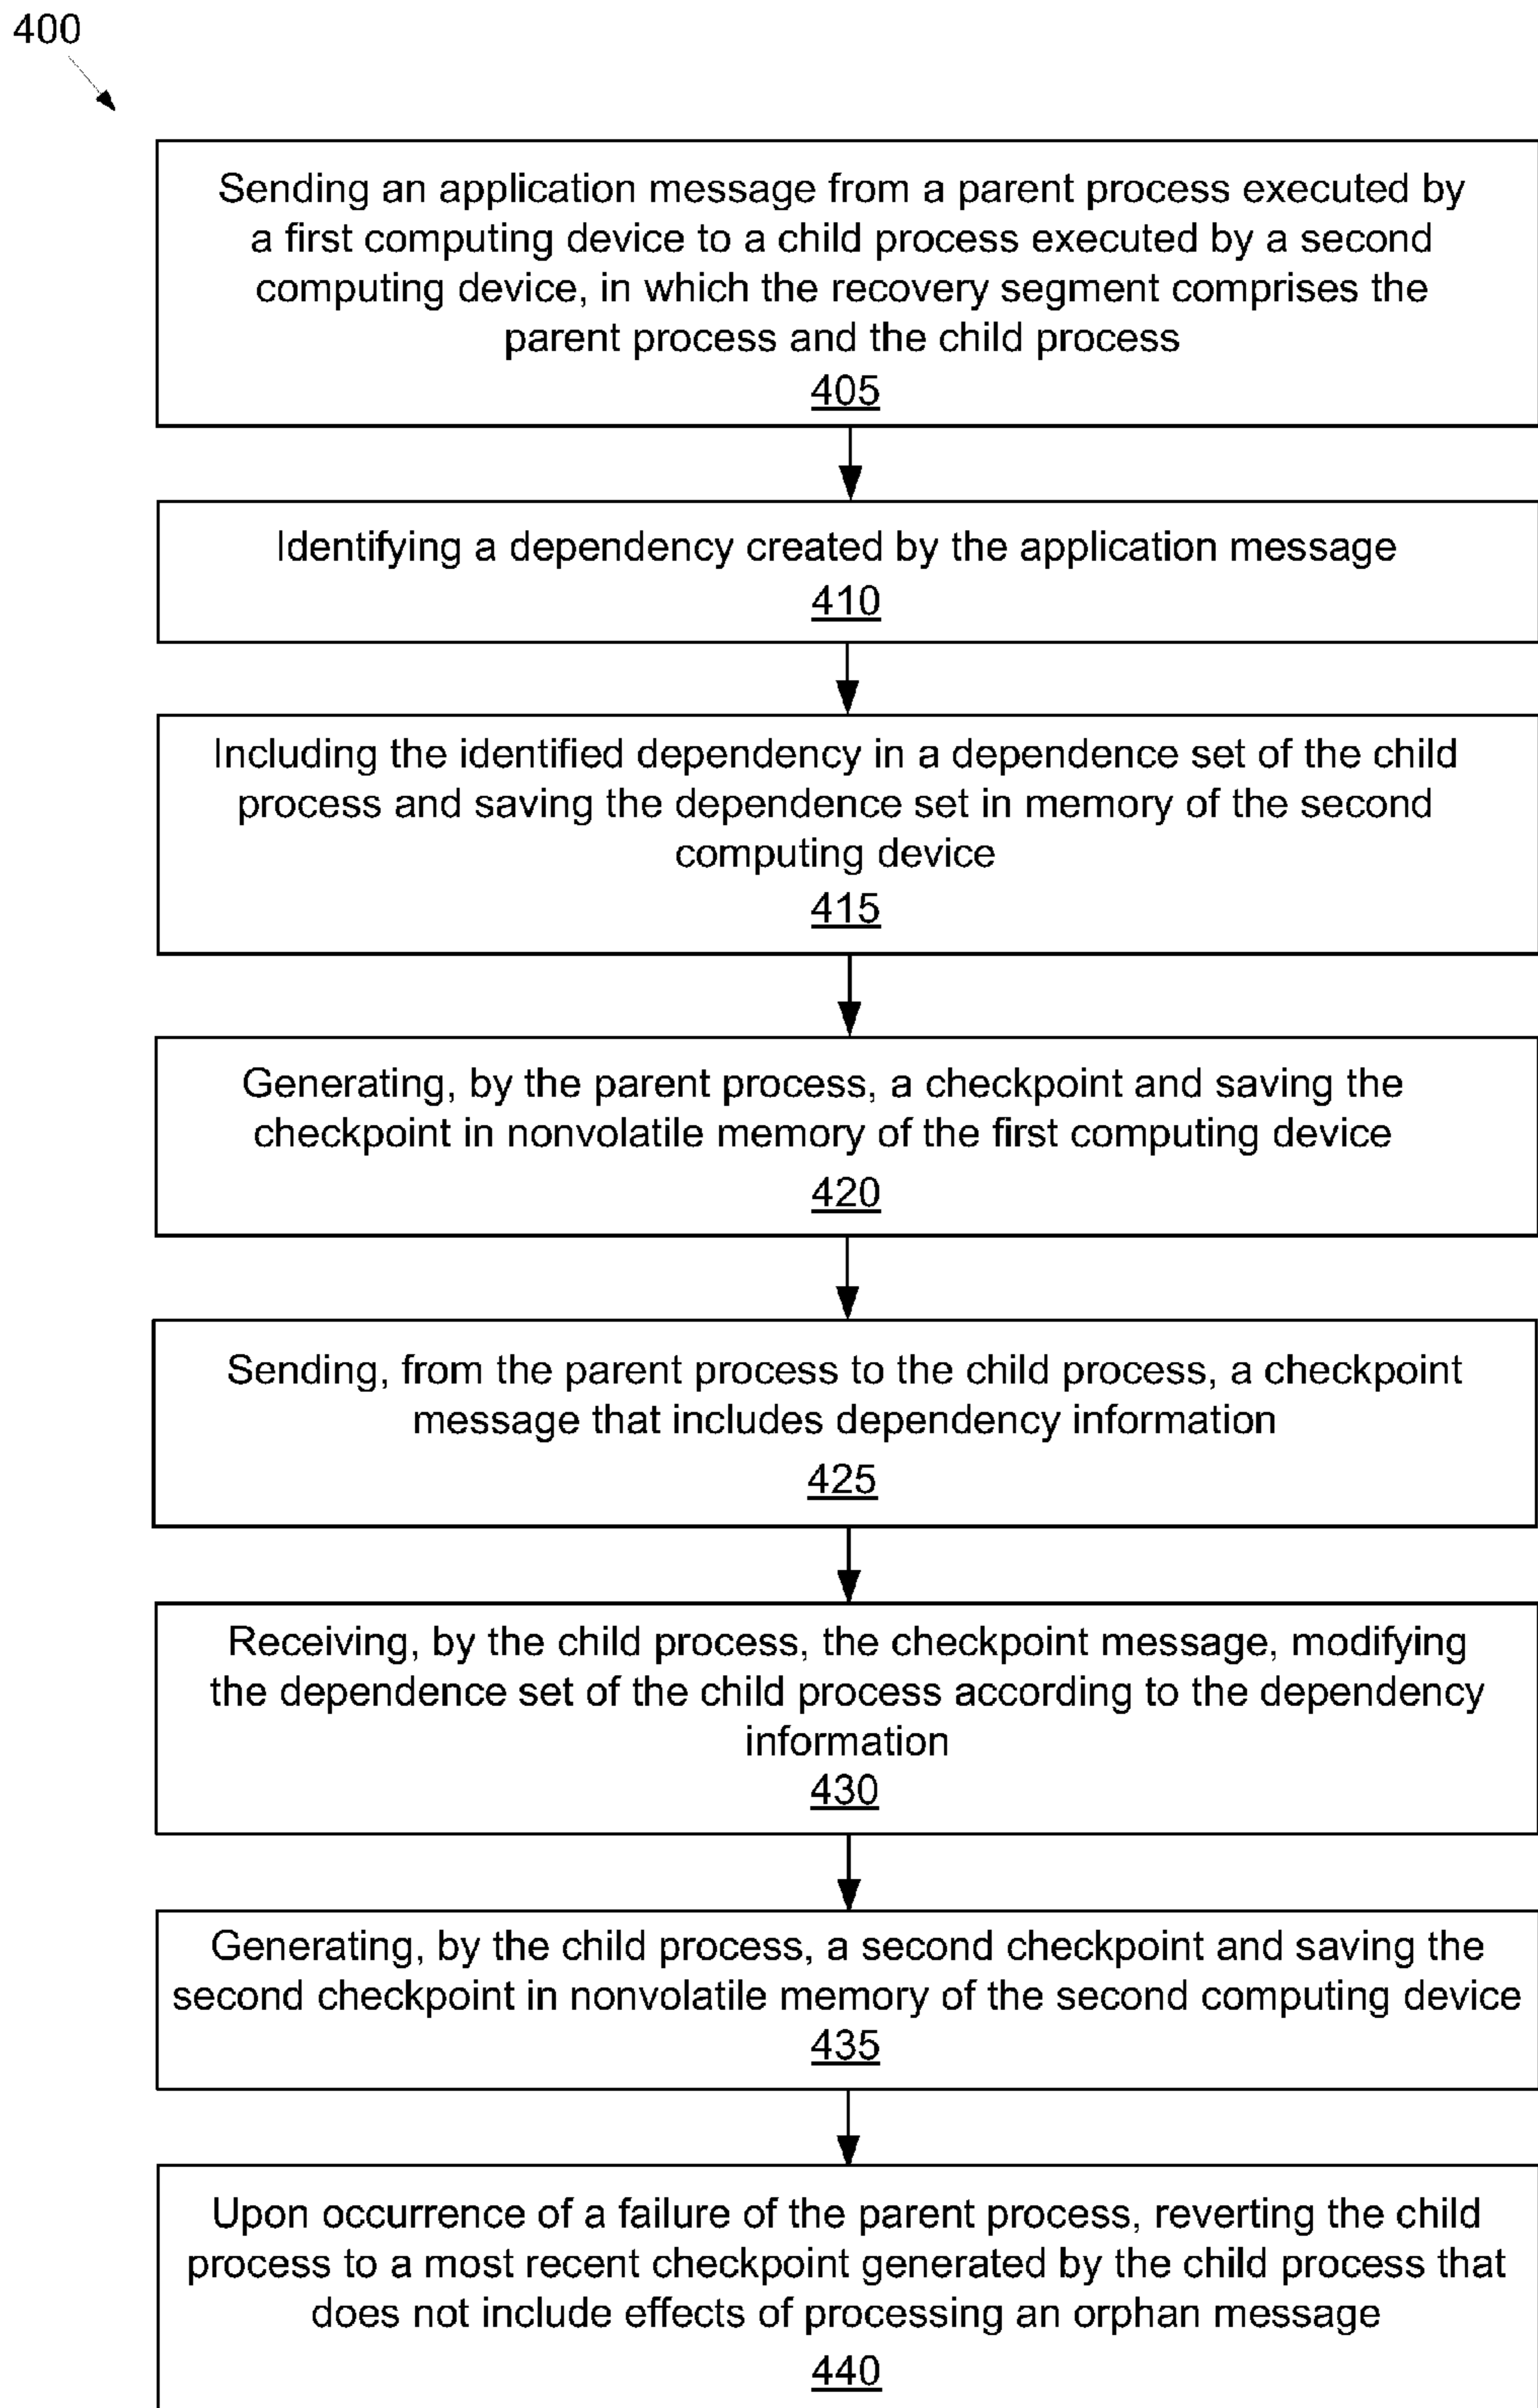 400
Sending an application message from a parent process executed by
a first computing device to a child process executed by a second
computing device, in which the recovery segment comprises the
parent process and the child process
405
Identifying a dependency created by the application message
410
Including the identified dependency in a dependence set of the child
process and saving the dependence set in memory of the second
computing device
415
Generating, by the parent process, a checkpoint and saving the
checkpoint in nonvolatile memory of the first computing device
420
Sending, from the parent process to the child process, a checkpoint
message that includes dependency information
425
Receiving, by the child process, the checkpoint message, modifying
the dependence set of the child process according to the dependency
information
430
Generating, by the child process, a second checkpoint and saving the
second checkpoint in nonvolatile memory of the second computing device
435
Upon occurrence of a failure of the parent process, reverting the child
process to a most recent checkpoint generated by the child process that
does not include effects of processing an orphan message
440